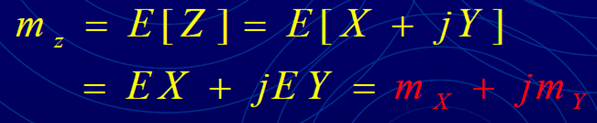 m_z = E[Z] = E[X + jY]
= EX + jEY = m_X + jm_Y